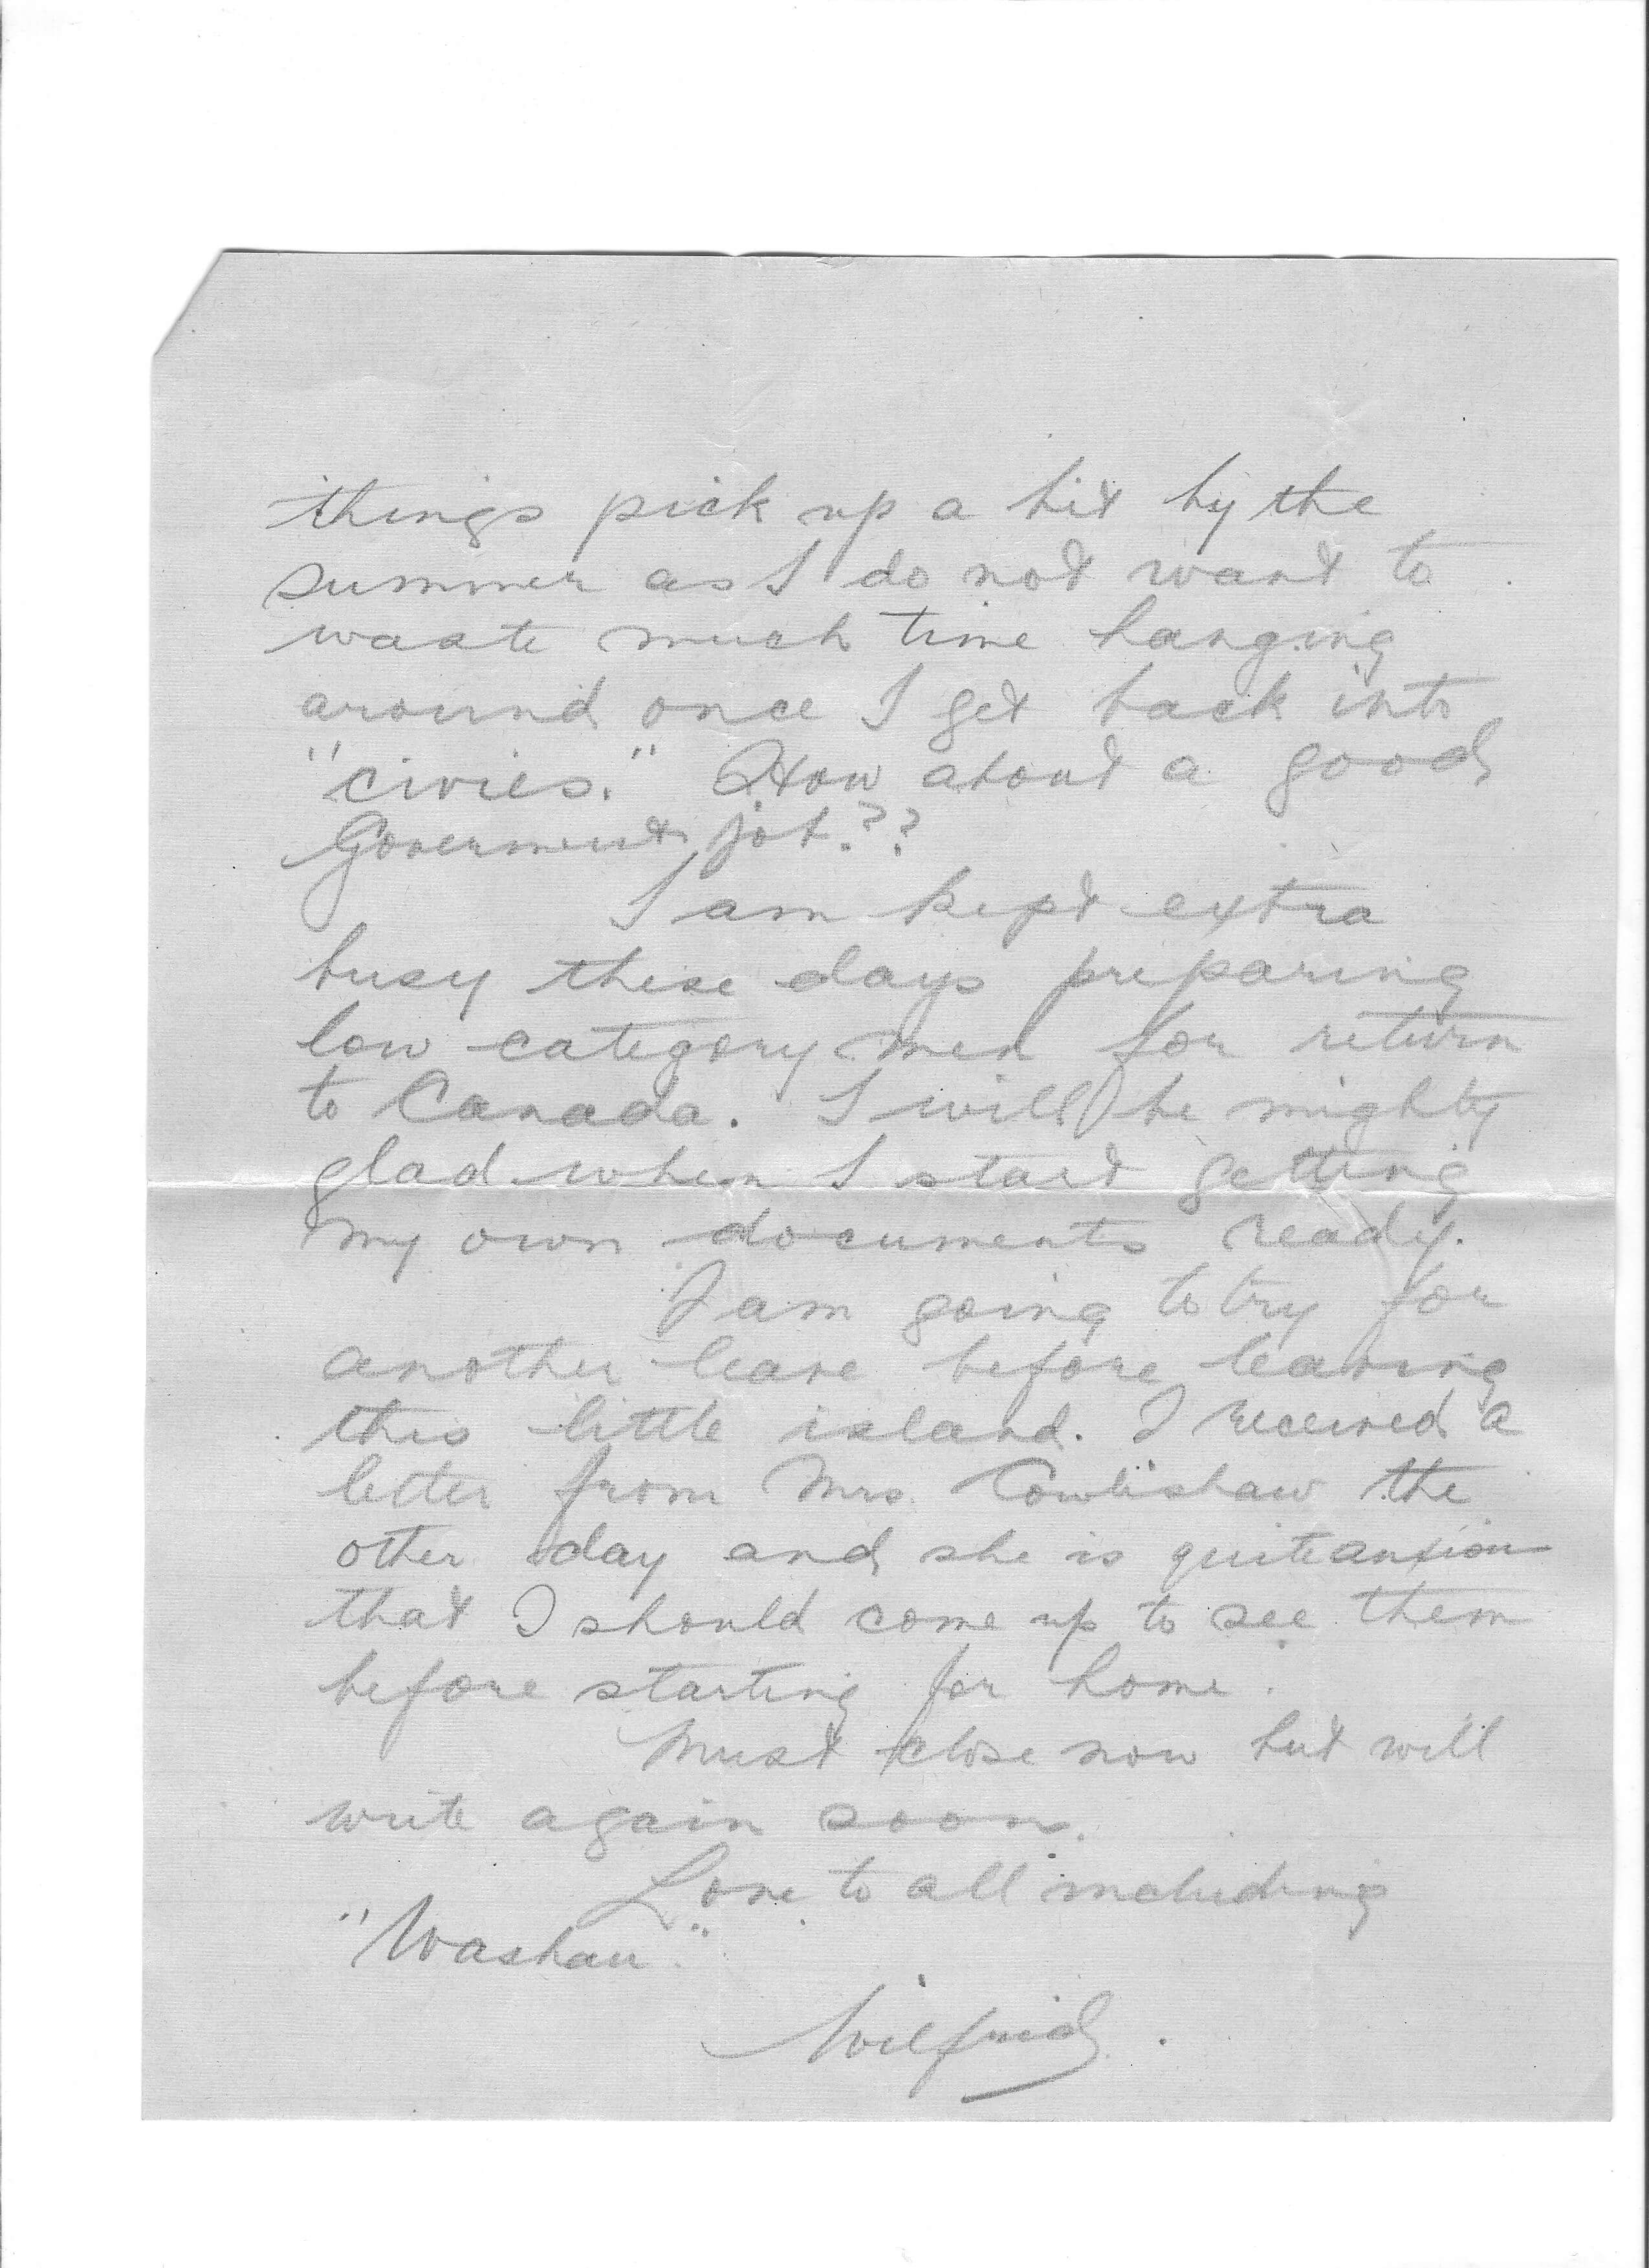 things pick up a bit by the
summer as I do not want to
waste much time hanging
around once I get back into
"civies." How about a good
Government job??
I am kept extra
busy these days preparing
low category men for return
to Canada. I will be mighty
glad when I start getting
my own documents ready.
I am going to try for
another leave before leaving
this little island. I received a
letter from Mrs. Cowlishaw the
other day and she is quite anxious
that I should come up to see them
before starting for home.
Must close now but will
write again soon.
Love to all including
Wilfrid.